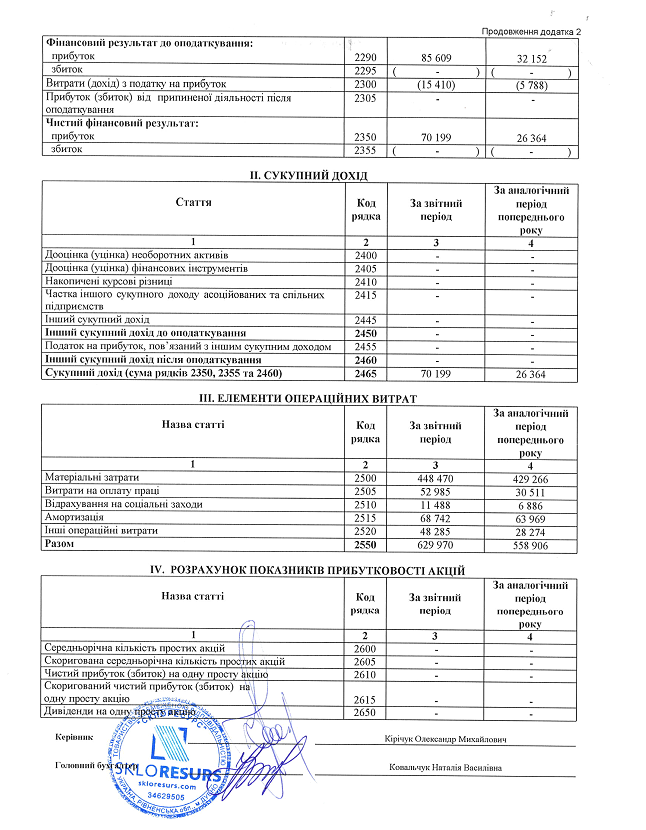 Продовження додатка 2
Фінансовий результат до оподаткування:
прибуток 2290 85 609 32 152
збиток 2295 ( - ) ( - )
Витрати (дохід) з податку на прибуток 2300 (15 410) (5 788)
Прибуток (збиток) від припиненої діяльності після
оподаткування 2305 - -
Чистий фінансовий результат:
прибуток 2350 70 199 26 364
збиток 2355 ( - ) ( - )
ІІ. СУКУПНИЙ ДОХІД
Стаття Код рядка За звітний період За аналогічний період попереднього року
1 2 3 4
Дооцінка (уцінка) необоротних активів 2400 - -
Дооцінка (уцінка) фінансових інструментів 2405 - -
Накопичені курсові різниці 2410 - -
Частка іншого сукупного доходу асоційованих та спільних
підприємств 2415 - -
Інший сукупний дохід 2445 - -
Інший сукупний дохід до оподаткування 2450 - -
Податок на прибуток, пов’язаний з іншим сукупним доходом 2455 - -
Інший сукупний дохід після оподаткування 2460 - -
Сукупний дохід (сума рядків 2350, 2355 та 2460) 2465 70 199 26 364
ІІІ. ЕЛЕМЕНТИ ОПЕРАЦІЙНИХ ВИТРАТ
Назва статті Код рядка За звітний період За аналогічний період попереднього року
1 2 3 4
Матеріальні затрати 2500 448 470 429 266
Витрати на оплату праці 2505 52 985 30 511
Відрахування на соціальні заходи 2510 11 488 6 886
Амортизація 2515 68 742 63 969
Інші операційні витрати 2520 48 285 28 274
Разом 2550 629 970 558 906
ІV. РОЗРАХУНОК ПОКАЗНИКІВ ПРИБУТКОВОСТІ АКЦІЙ
Назва статті Код рядка За звітний період За аналогічний період попереднього року
1 2 3 4
Середньорічна кількість простих акцій 2600 - -
Скоригована середньорічна кількість простих акцій 2605 - -
Чистий прибуток (збиток) на одну просту акцію 2610 - -
Скоригований чистий прибуток (збиток) на
одну просту акцію 2615 - -
Дивіденди на одну просту акцію 2650 - -
Керівник Кірічук Олександр Михайлович
Головний бухгалтер Ковальчук Наталія Василівна
SKLORESURS
skloresurs.com
34629505